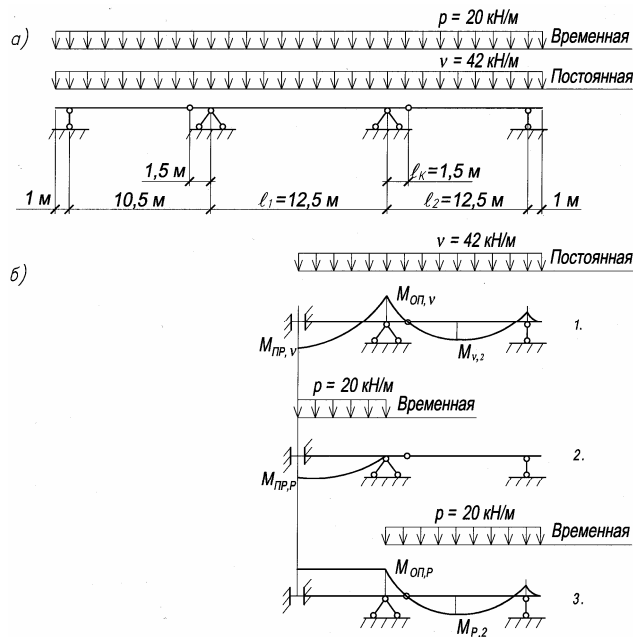 а)
p = 20 кН/м
Временная
ν = 42 кН/м
Постоянная
1,5 м
ℓк=1,5 м
1 м
10,5 м
ℓ1=12,5 м
ℓ2=12,5 м
1 м
б)
ν = 42 кН/м
Постоянная
MОП,ν
MПР,ν
Mν,2
1.
p = 20 кН/м
Временная
MПР,P
2.
p = 20 кН/м
Временная
MОП,P
MP,2
3.